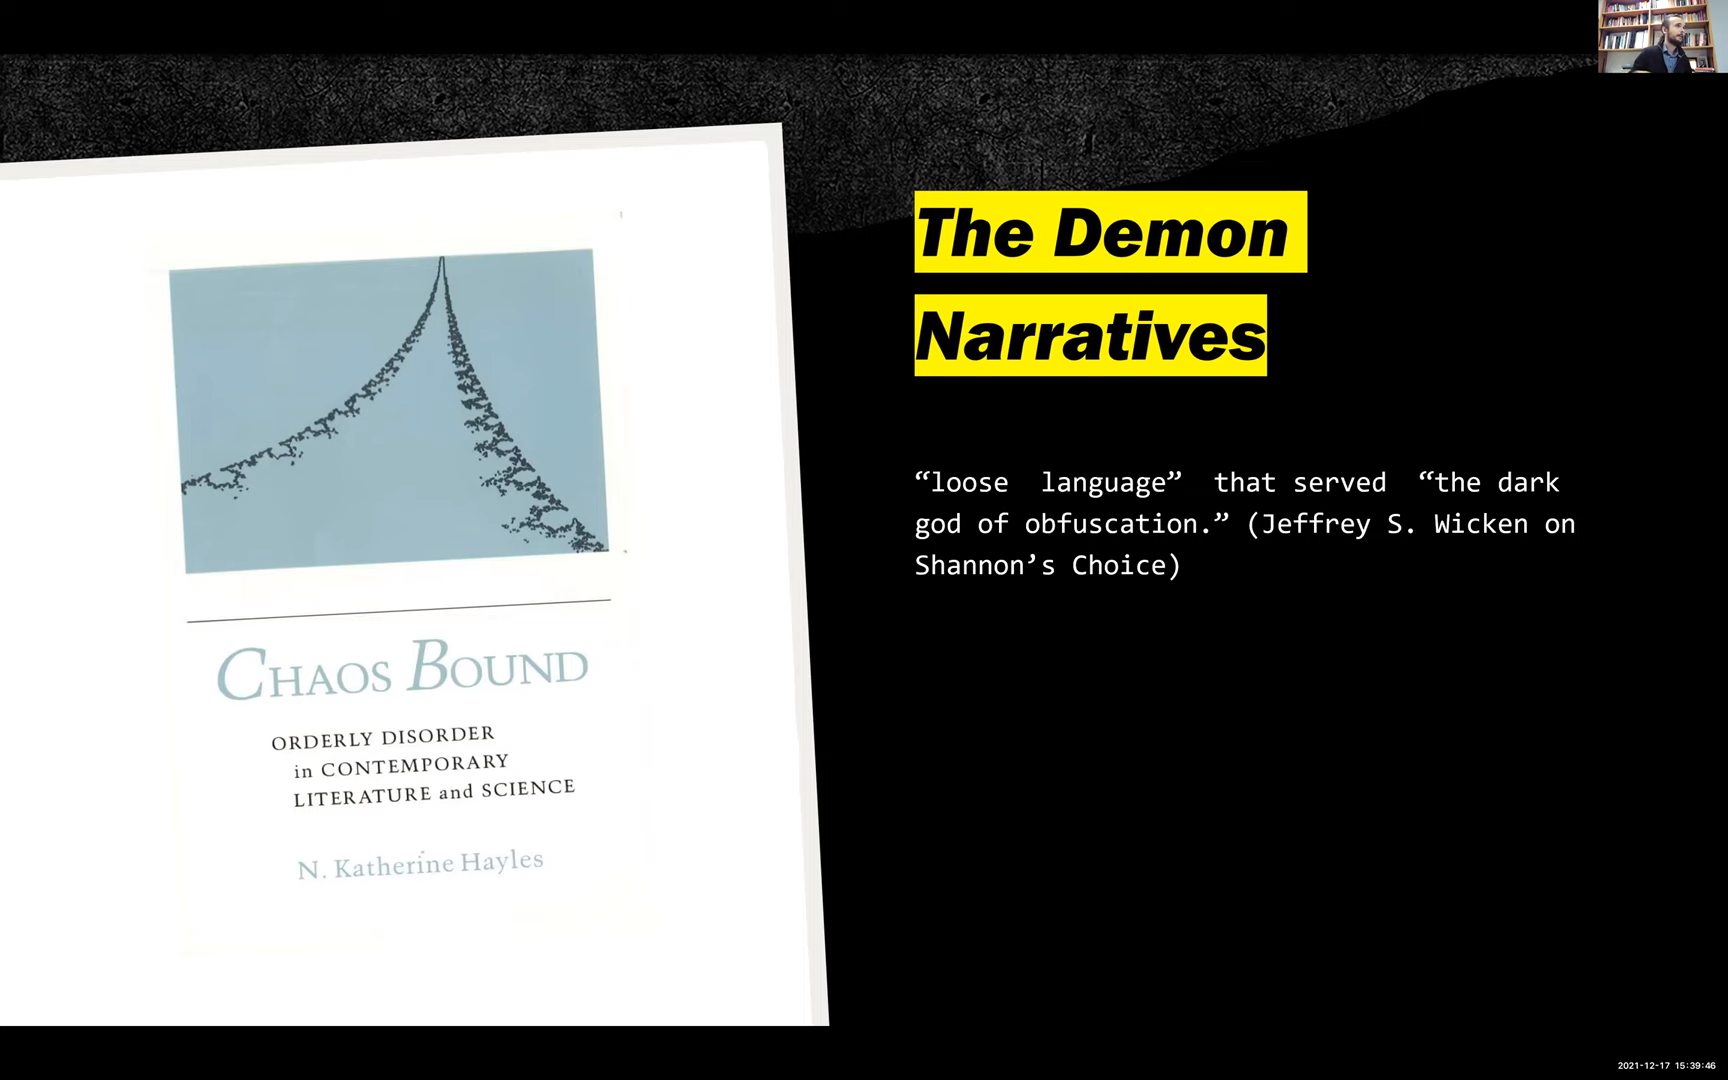 The Demon
Narratives
“loose language” that served “the dark
god of obfuscation.” (Jeffrey S. Wicken on
Shannon’s Choice)
CHAOS BOUND
ORDERLY DISORDER
in CONTEMPORARY
LITERATURE and SCIENCE
N. Katherine Hayles
2021-12-17 15:39:46